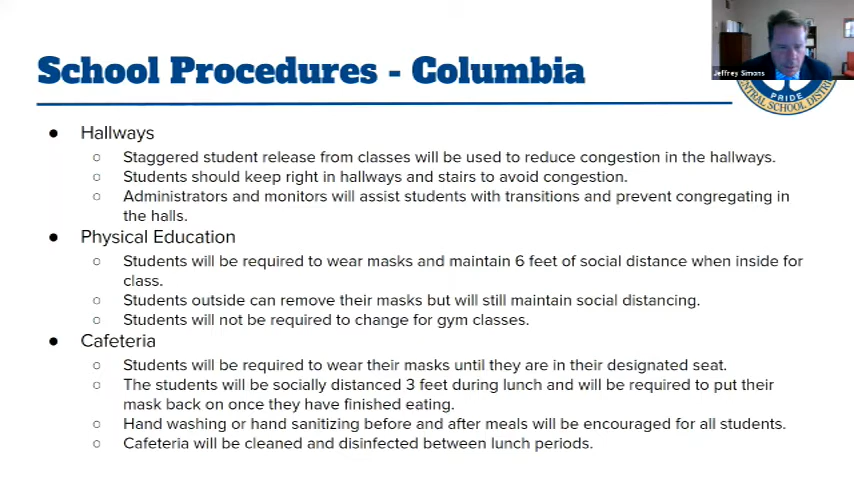 Jeffrey Simons
School Procedures - Columbia
PRIDE
CENTRAL SCHOOL
● Hallways
○ Staggered student release from classes will be used to reduce congestion in the hallways.
○ Students should keep right in hallways and stairs to avoid congestion.
○ Administrators and monitors will assist students with transitions and prevent congregating in
the halls.
● Physical Education
○ Students will be required to wear masks and maintain 6 feet of social distance when inside for
class.
○ Students outside can remove their masks but will still maintain social distancing.
○ Students will not be required to change for gym classes.
● Cafeteria
○ Students will be required to wear their masks until they are in their designated seat.
○ The students will be socially distanced 3 feet during lunch and will be required to put their
mask back on once they have finished eating.
○ Hand washing or hand sanitizing before and after meals will be encouraged for all students.
○ Cafeteria will be cleaned and disinfected between lunch periods.